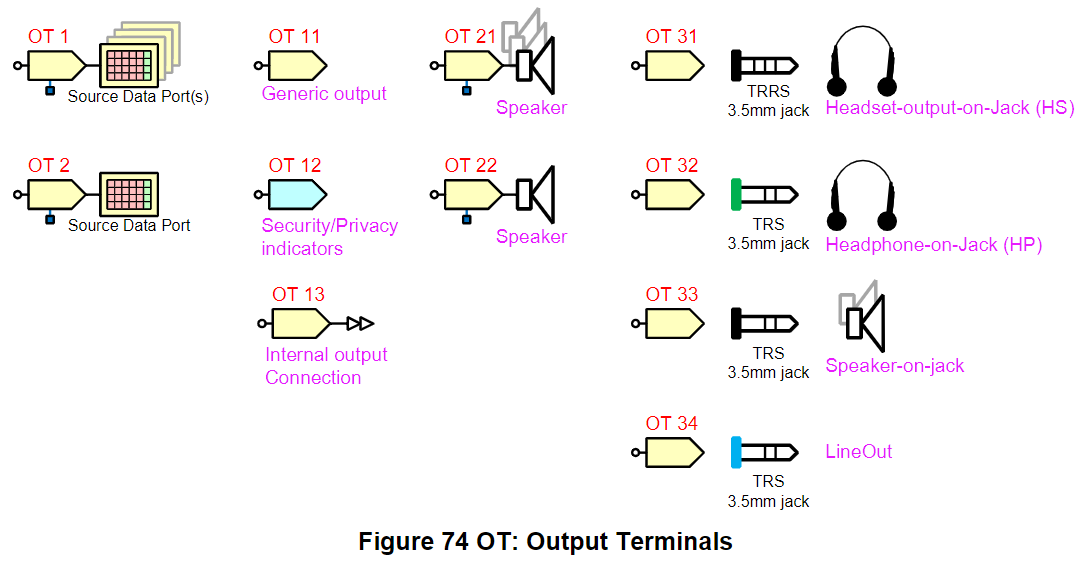 OT 1
Source Data Port(s)
OT 11
Generic output
OT 21
Speaker
OT 31
TRRS
3.5mm jack
Headset-output-on-Jack (HS)
OT 2
Source Data Port
OT 12
Security/Privacy
indicators
OT 22
Speaker
OT 32
TRS
3.5mm jack
Headphone-on-Jack (HP)
OT 13
Internal output
Connection
OT 33
TRS
3.5mm jack
Speaker-on-jack
OT 34
TRS
3.5mm jack
LineOut
Figure 74 OT: Output Terminals